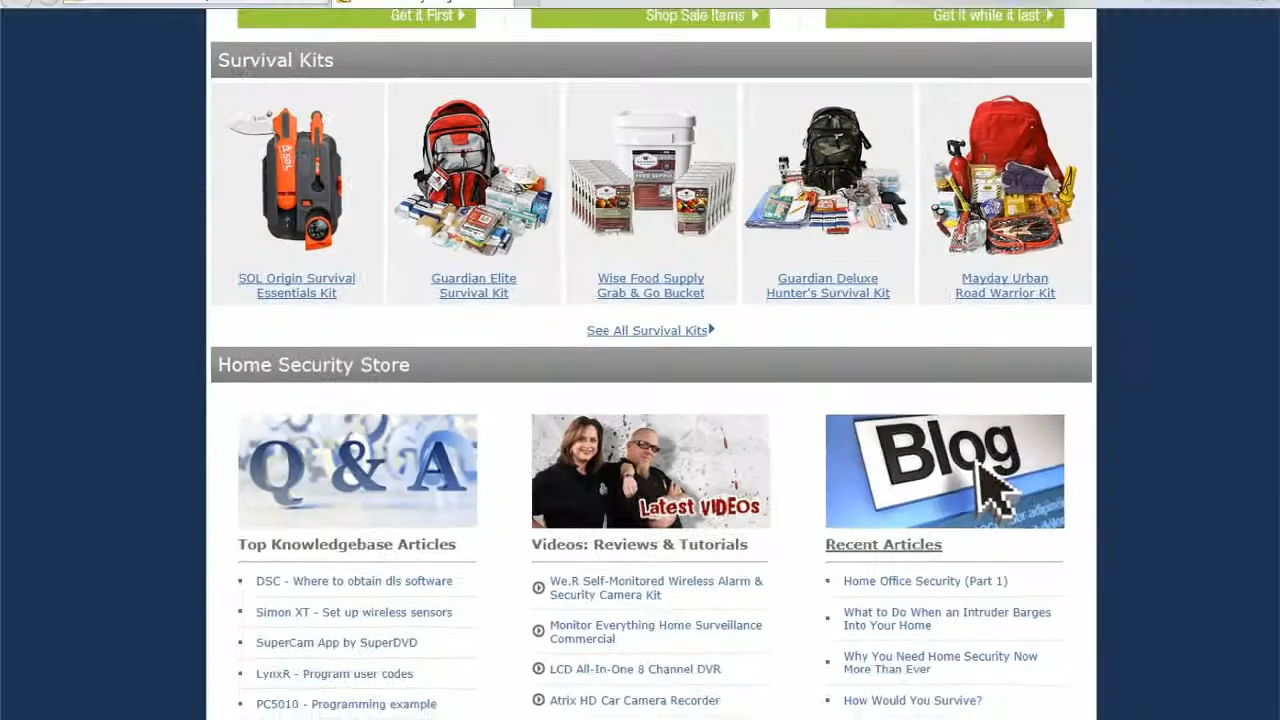 Get it First
Shop Sale Items
Get it while it last
Survival Kits
SOL Origin Survival
Essentials Kit
Guardian Elite
Survival Kit
Wise Food Supply
Grab & Go Bucket
Guardian Deluxe
Hunter's Survival Kit
Mayday Urban
Road Warrior Kit
See All Survival Kits
Home Security Store
Q & A
Latest VIDEOs
Blog
Top Knowledgebase Articles
DSC - Where to obtain dls software
Simon XT - Set up wireless sensors
SuperCam App by SuperDVD
LynxR - Program user codes
PC5010 - Programming example
Videos: Reviews & Tutorials
We.R Self-Monitored Wireless Alarm &
Security Camera Kit
Monitor Everything Home Surveillance
Commercial
LCD All-In-One 8 Channel DVR
Atrix HD Car Camera Recorder
Recent Articles
Home Office Security (Part 1)
What to Do When an Intruder Barges
Into Your Home
Why You Need Home Security Now
More Than Ever
How Would You Survive?